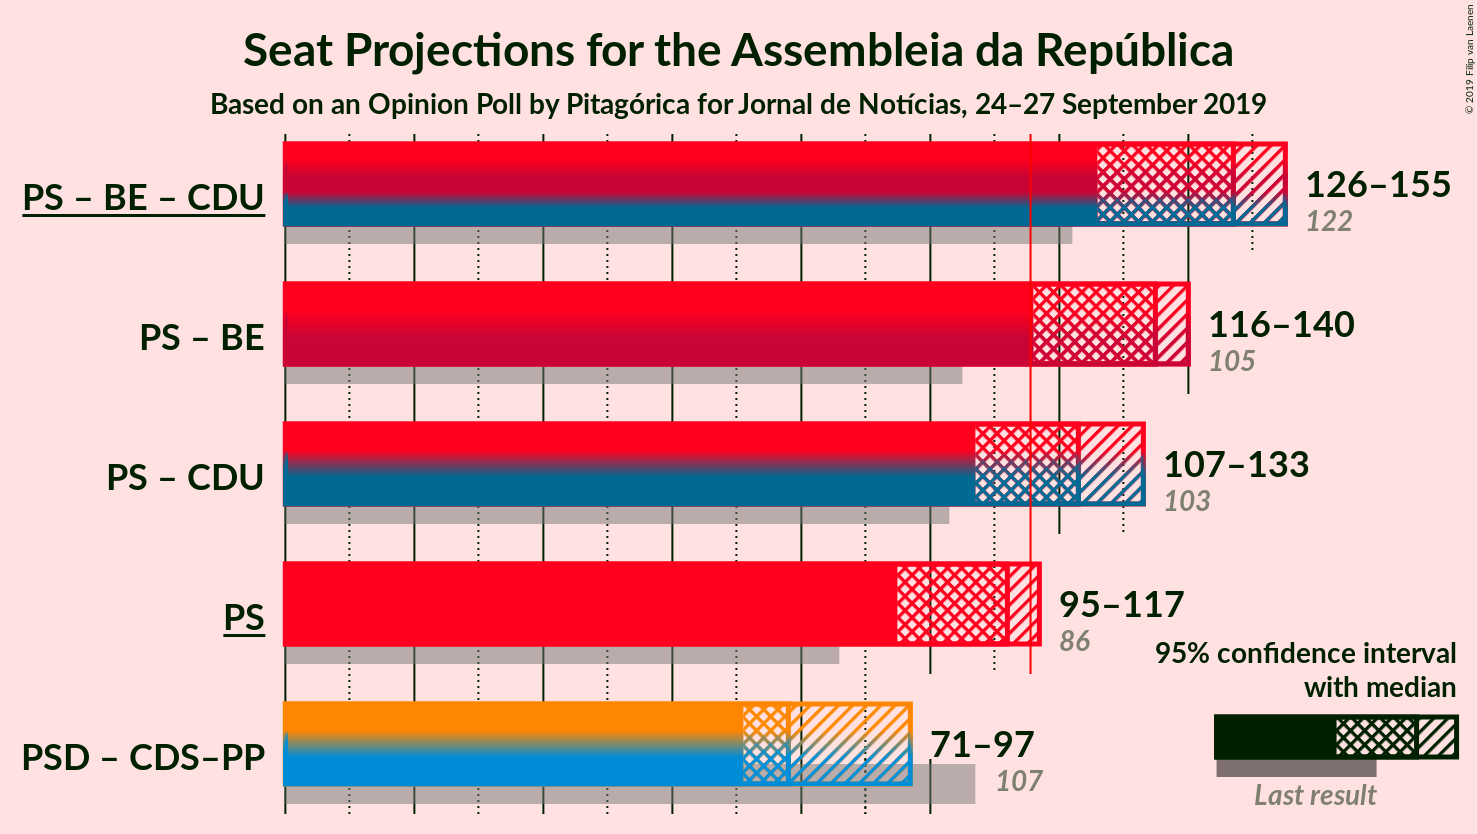 Seat Projections for the Assembleia da República
Based on an Opinion Poll by Pitagórica for Jornal de Notícias, 24–27 September 2019
© 2019 Filip van Laenen
PS – BE – CDU
126–155
122
PS – BE
116–140
105
PS – CDU
107–133
103
PS
95–117
86
PSD – CDS–PP
71–97
107
95% confidence interval
with median
Last result